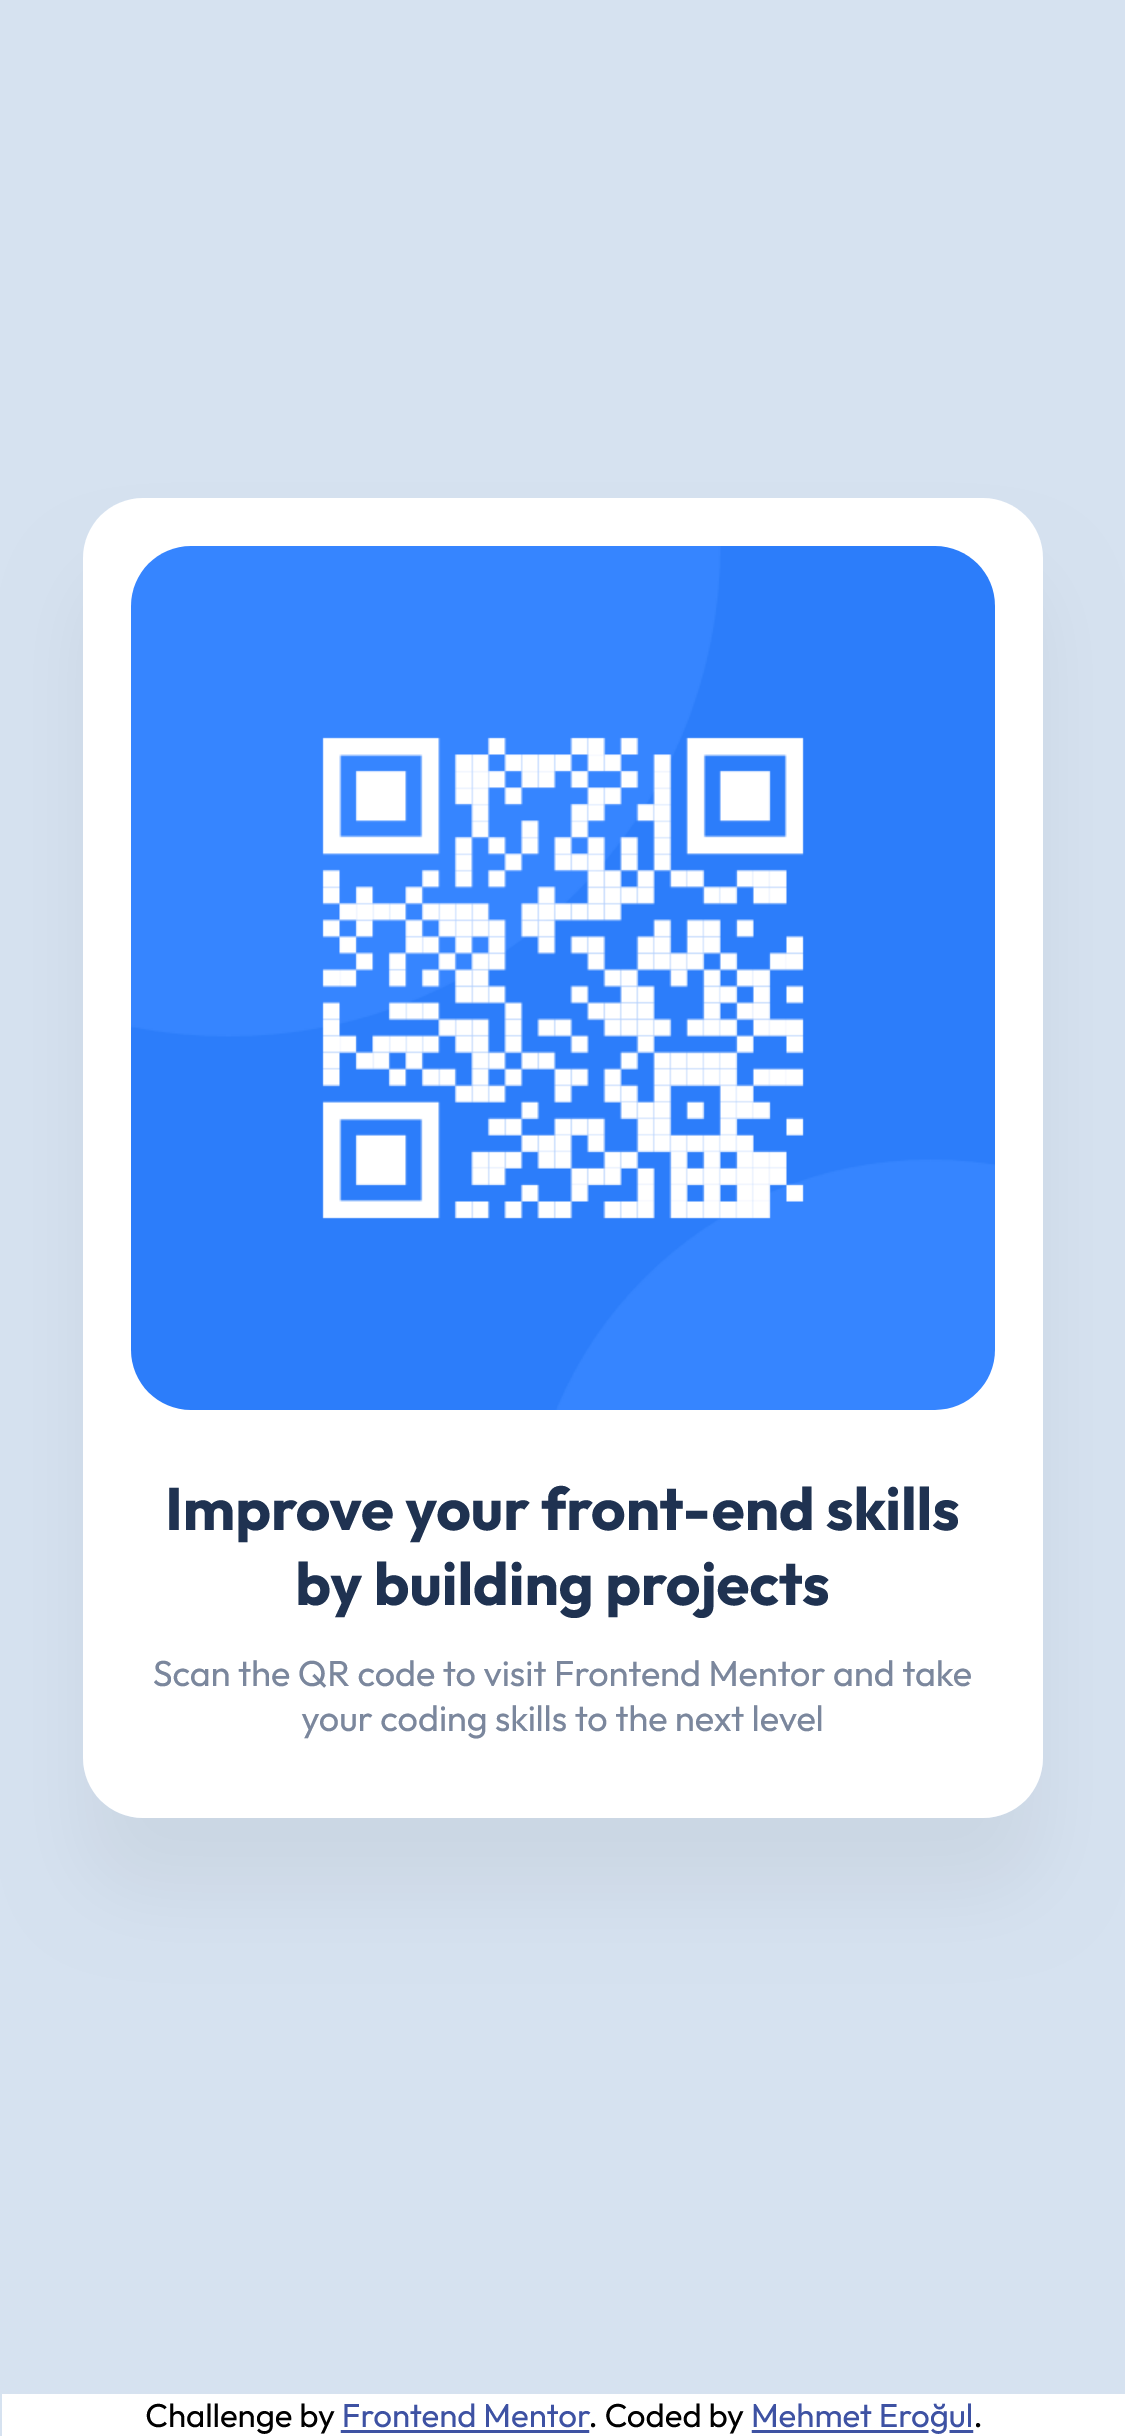 Improve your front-end skills
by building projects
Scan the QR code to visit Frontend Mentor and take
your coding skills to the next level
Challenge by Frontend Mentor. Coded by Mehmet Eroğul.